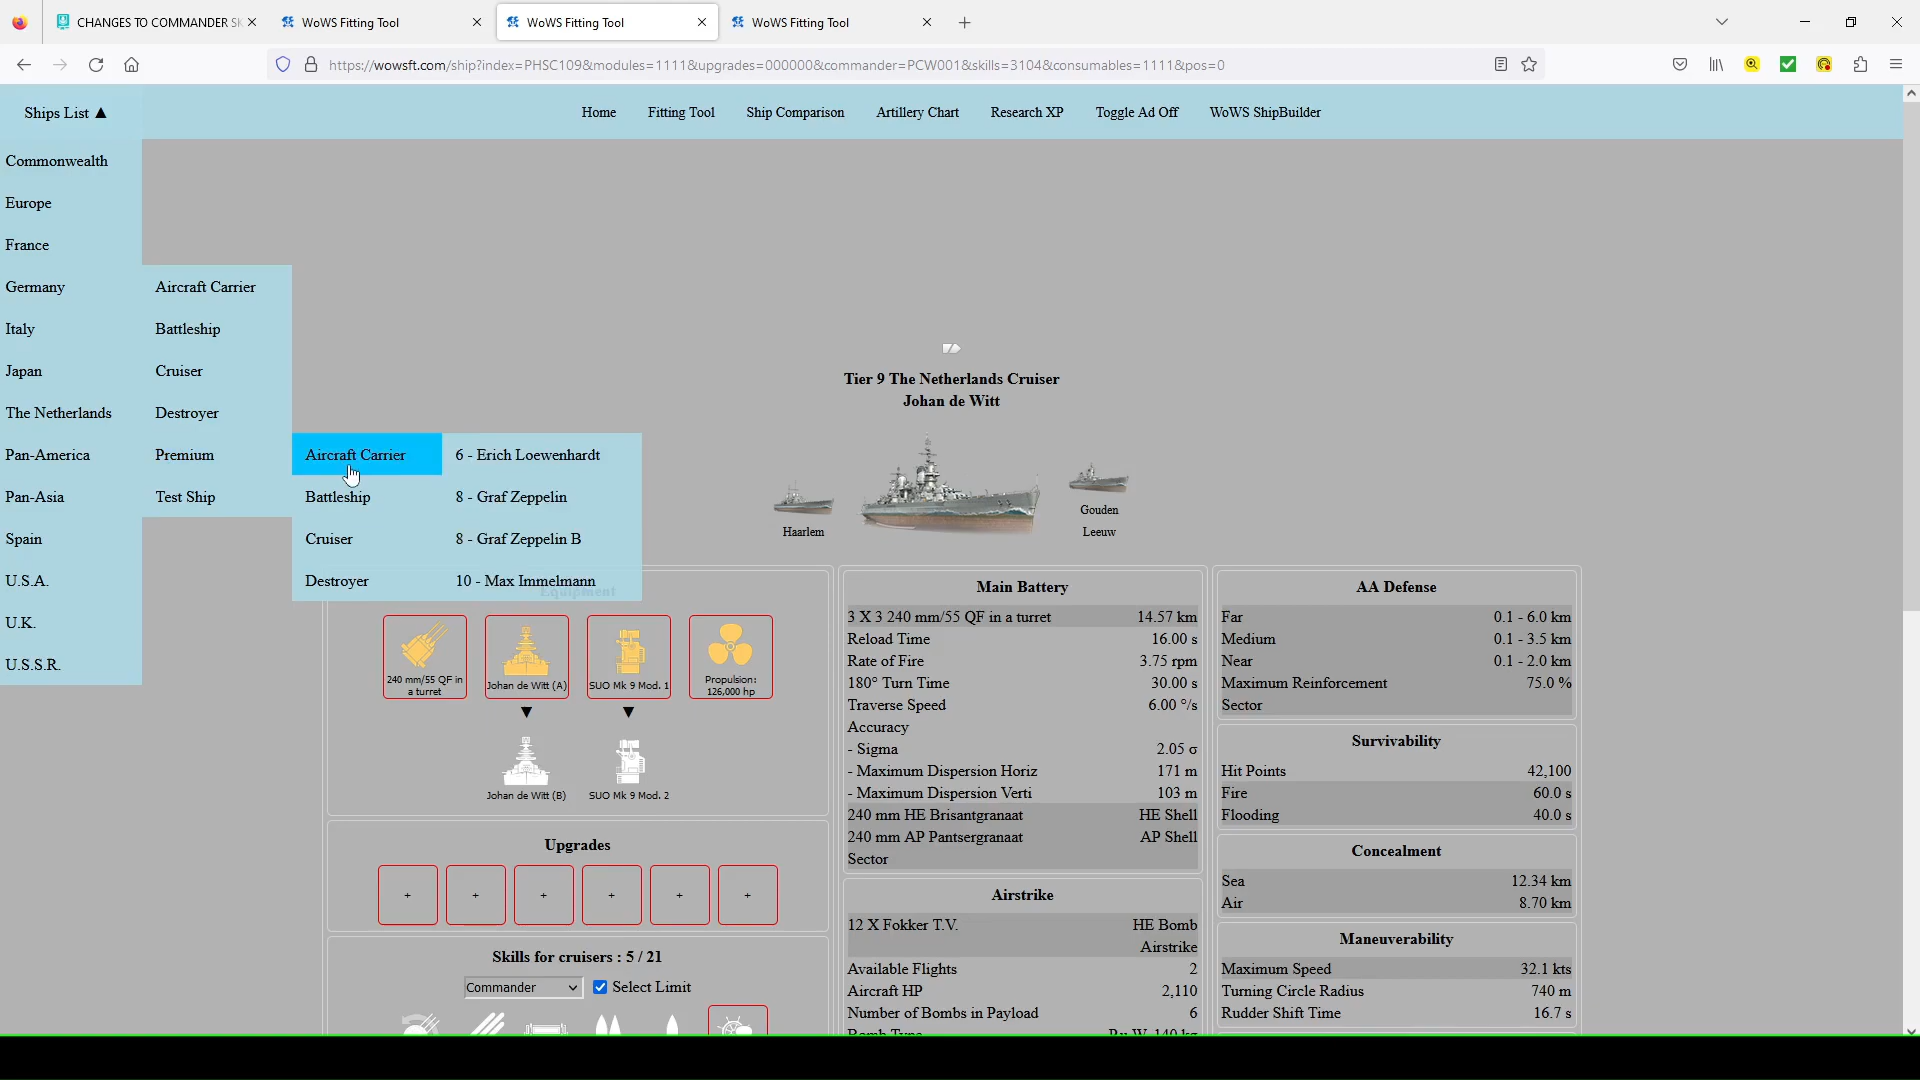 CHANGES TO COMMANDER SK
WoWS Fitting Tool
WoWS Fitting Tool
WoWS Fitting Tool
https://wowsft.com/ship?index=PHSC109&modules=1111&upgrades=000000&commander=PCW001&skills=3104&consumables=1111&pos=0
Ships List ▲
Home
Fitting Tool
Ship Comparison
Artillery Chart
Research XP
Toggle Ad Off
WoWS ShipBuilder
Commonwealth
Europe
France
Germany
Italy
Japan
The Netherlands
Pan-America
Pan-Asia
Spain
U.S.A.
U.K.
U.S.S.R.
Aircraft Carrier
Battleship
Cruiser
Destroyer
Premium
Test Ship
Aircraft Carrier
Battleship
Cruiser
Destroyer
6 - Erich Loewenhardt
8 - Graf Zeppelin
8 - Graf Zeppelin B
10 - Max Immelmann
Tier 9 The Netherlands Cruiser
Johan de Witt
Haarlem
Gouden
Leeuw
Equipment
240 mm/55 QF in
a turret
Johan de Witt (A)
SUO Mk 9 Mod. 1
Propulsion:
126,000 hp
▼ ▼
Johan de Witt (B)
SUO Mk 9 Mod. 2
Upgrades
+ + + + + +
Skills for cruisers : 5 / 21
Commander
Select Limit
Main Battery
3 X 3 240 mm/55 QF in a turret 14.57 km
Reload Time 16.00 s
Rate of Fire 3.75 rpm
180° Turn Time 30.00 s
Traverse Speed 6.00 °/s
Accuracy
- Sigma 2.05 σ
- Maximum Dispersion Horiz 171 m
- Maximum Dispersion Verti 103 m
240 mm HE Brisantgranaat HE Shell
240 mm AP Pantsergranaat AP Shell
Sector
Airstrike
12 X Fokker T.V. HE Bomb
Airstrike
Available Flights 2
Aircraft HP 2,110
Number of Bombs in Payload 6
Bomb Type
AA Defense
Far 0.1 - 6.0 km
Medium 0.1 - 3.5 km
Near 0.1 - 2.0 km
Maximum Reinforcement 75.0 %
Sector
Survivability
Hit Points 42,100
Fire 60.0 s
Flooding 40.0 s
Concealment
Sea 12.34 km
Air 8.70 km
Maneuverability
Maximum Speed 32.1 kts
Turning Circle Radius 740 m
Rudder Shift Time 16.7 s